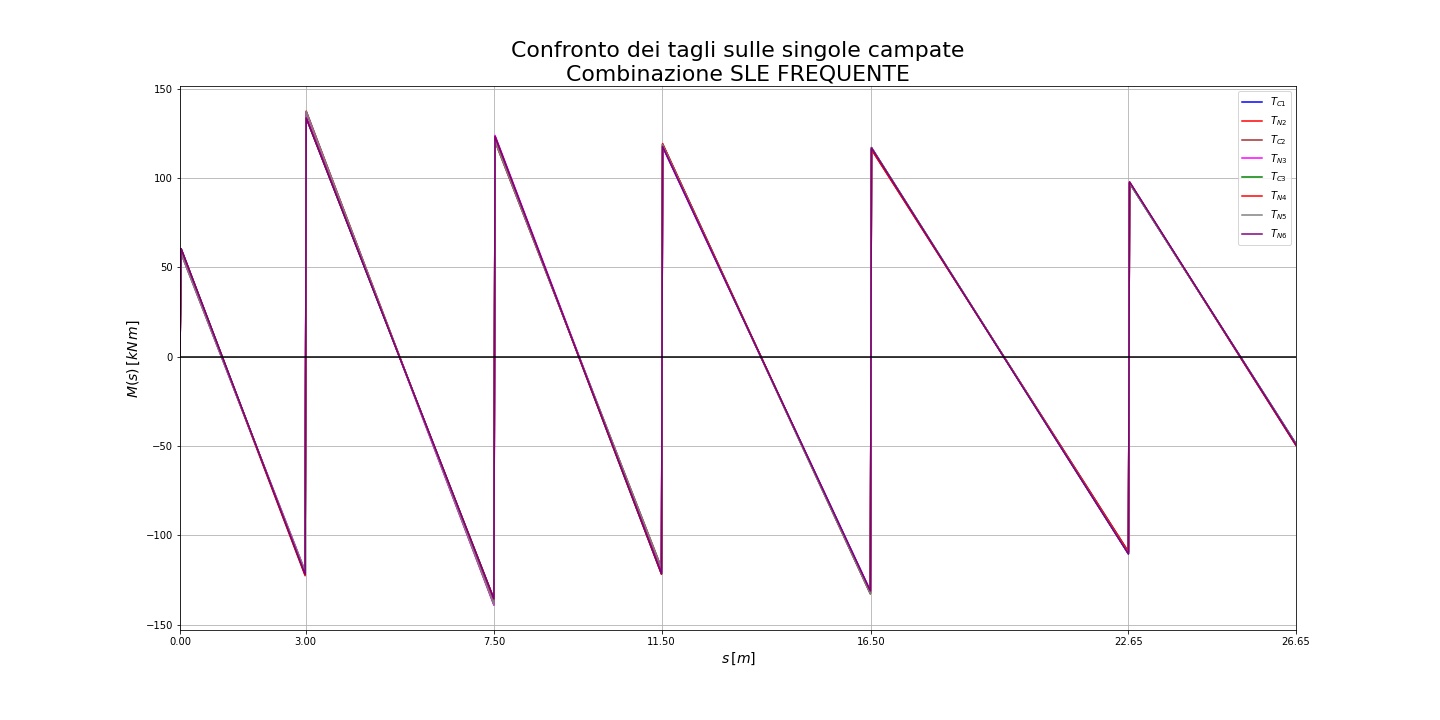 Confronto dei tagli sulle singole campate
Combinazione SLE FREQUENTE
150
100
50
0
−50
−100
−150
M(s) [kNm]
T_C1
T_N2
T_C2
T_N3
T_C3
T_N4
T_N5
T_N6
0.00 3.00 7.50 11.50 16.50 22.65 26.65
s [m]